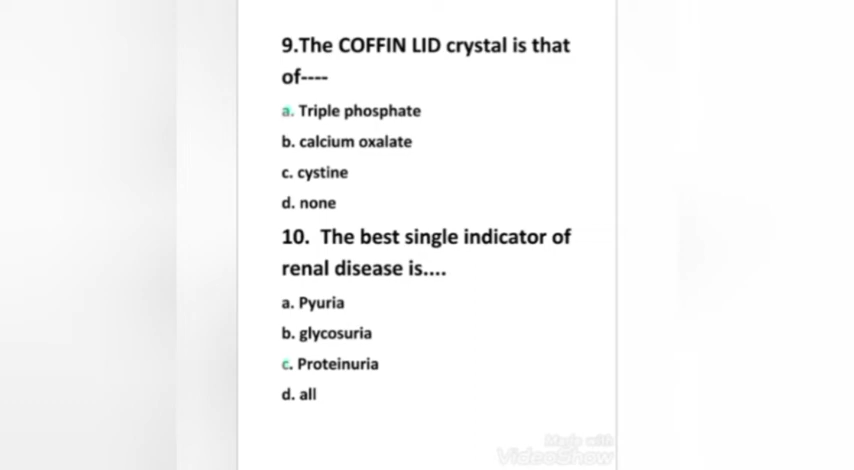 9.The COFFIN LID crystal is that
of----
a. Triple phosphate
b. calcium oxalate
c. cystine
d. none
10. The best single indicator of
renal disease is....
a. Pyuria
b. glycosuria
c. Proteinuria
d. all
Made with
VideoShow